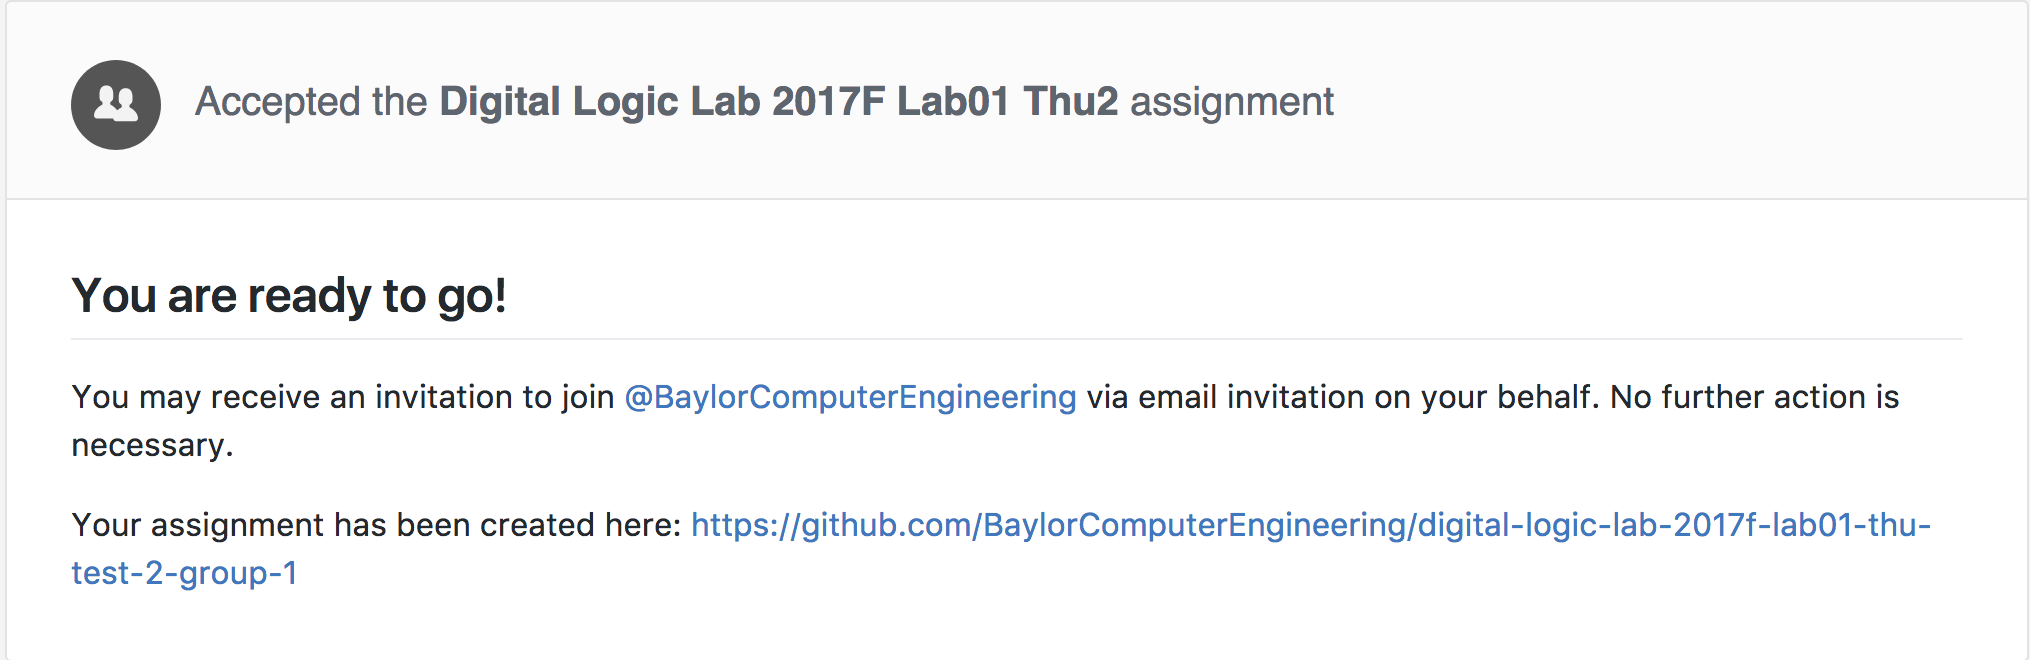 Accepted the Digital Logic Lab 2017F Lab01 Thu2 assignment
You are ready to go!
You may receive an invitation to join @BaylorComputerEngineering via email invitation on your behalf. No further action is
necessary.
Your assignment has been created here: https://github.com/BaylorComputerEngineering/digital-logic-lab-2017f-lab01-thu-
test-2-group-1